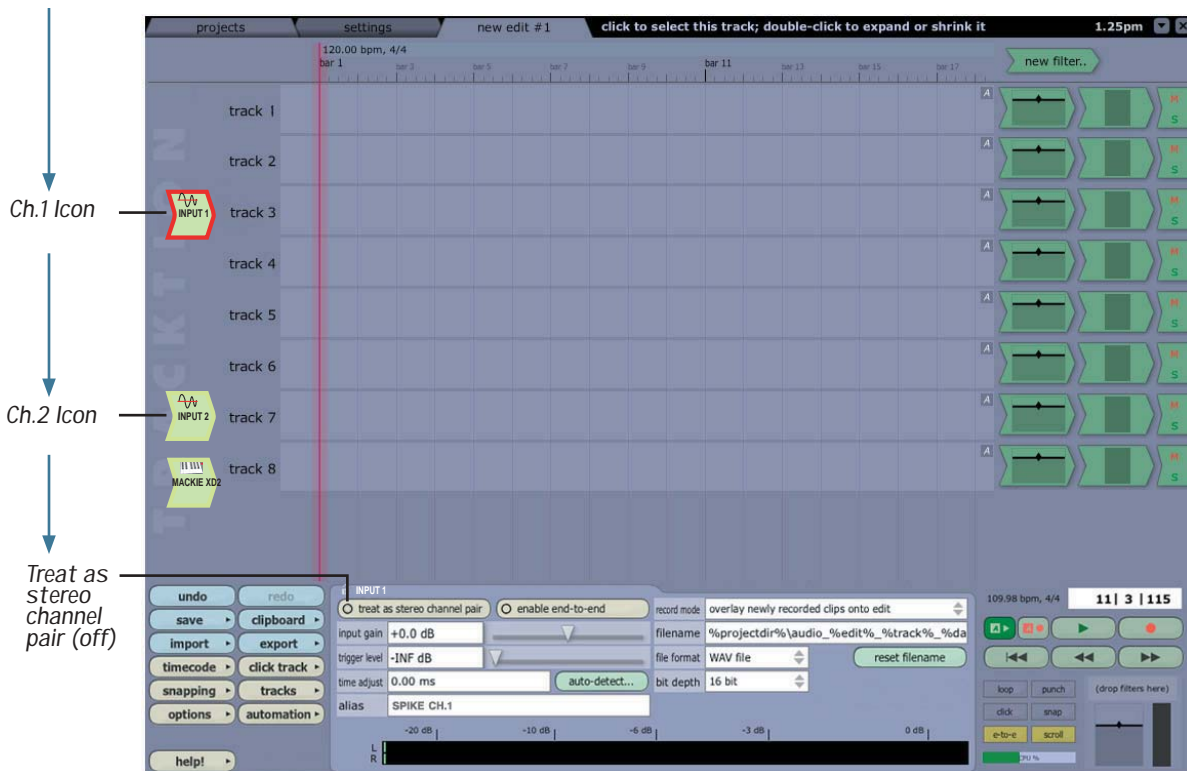 projects settings new edit #1 click to select this track; double-click to expand or shrink it 1.25pm
120.00 bpm, 4/4
bar 1 bar 3 bar 5 bar 7 bar 9 bar 11 bar 13 bar 15 bar 17
new filter..
TRACKTION
track 1 A M S
track 2 A M S
Ch.1 Icon INPUT 1 track 3 A M S
track 4 A M S
track 5 A M S
track 6 A M S
Ch.2 Icon INPUT 2 track 7 A M S
MACKIE XD2 track 8 A M S
Treat as
stereo
channel
pair (off)
undo redo
save clipboard
import export
timecode click track
snapping tracks
options automation
help!
INPUT 1
treat as stereo channel pair enable end-to-end
input gain +0.0 dB
trigger level -INF dB
time adjust 0.00 ms auto-detect...
alias SPIKE CH.1
record mode overlay newly recorded clips onto edit
filename %projectdir%\audio_%edit%_%track%_%da
file format WAV file reset filename
bit depth 16 bit
-20 dB -10 dB -6 dB -3 dB 0 dB
L
R
109.98 bpm, 4/4 11| 3 |115
A A
loop punch (drop filters here)
click snap
e-to-e scroll
CPU %